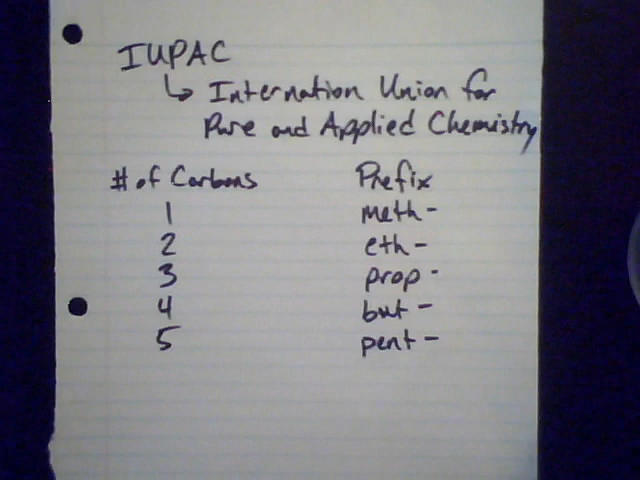 IUPAC
↳ Internation Union for
Pure and Applied Chemistry
# of Carbons Prefix
1 meth-
2 eth-
3 prop-
4 but-
5 pent-